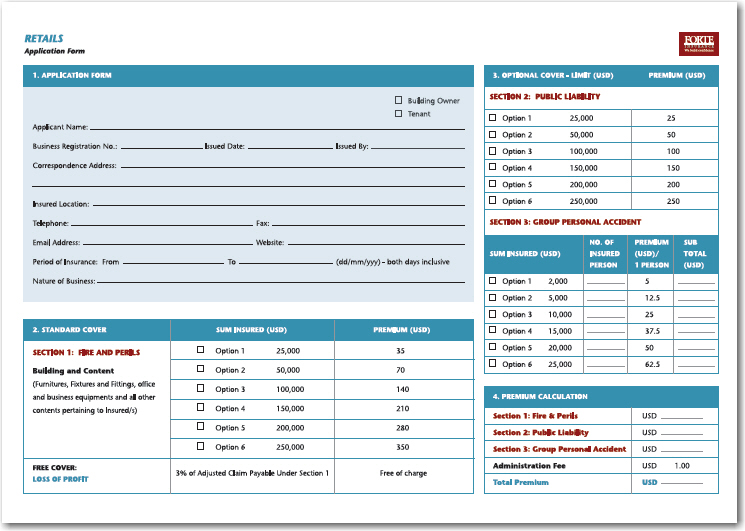 RETAILS
Application Form
FORTE
INSURANCE
1. APPLICATION FORM
Building Owner
Tenant
Applicant Name:
Business Registration No.: Issued Date: Issued By:
Correspondence Address:
Insured Location:
Telephone: Fax:
Email Address: Website:
Period of Insurance: From To (dd/mm/yyy) – both days inclusive
Nature of Business:
2. STANDARD COVER SUM INSURED (USD) PREMIUM (USD)
SECTION 1: FIRE AND PERILS
Building and Content
(Furnitures, Fixtures and Fittings, office
and business equipments and all other
contents pertaining to Insured/s)
Option 1 25,000 35
Option 2 50,000 70
Option 3 100,000 140
Option 4 150,000 210
Option 5 200,000 280
Option 6 250,000 350
FREE COVER:
LOSS OF PROFIT
3% of Adjusted Claim Payable Under Section 1 Free of charge
3. OPTIONAL COVER – LIMIT (USD) PREMIUM (USD)
SECTION 2: PUBLIC LIABILITY
Option 1 25,000 25
Option 2 50,000 50
Option 3 100,000 100
Option 4 150,000 150
Option 5 200,000 200
Option 6 250,000 250
SECTION 3: GROUP PERSONAL ACCIDENT
SUM INSURED (USD)
NO. OF
INSURED
PERSON
PREMIUM
(USD)/
1 PERSON
SUB
TOTAL
(USD)
Option 1 2,000 5
Option 2 5,000 12.5
Option 3 10,000 25
Option 4 15,000 37.5
Option 5 20,000 50
Option 6 25,000 62.5
4. PREMIUM CALCULATION
Section 1: Fire & Perils USD
Section 2: Public Liability USD
Section 3: Group Personal Accident USD
Administration Fee USD 1.00
Total Premium USD